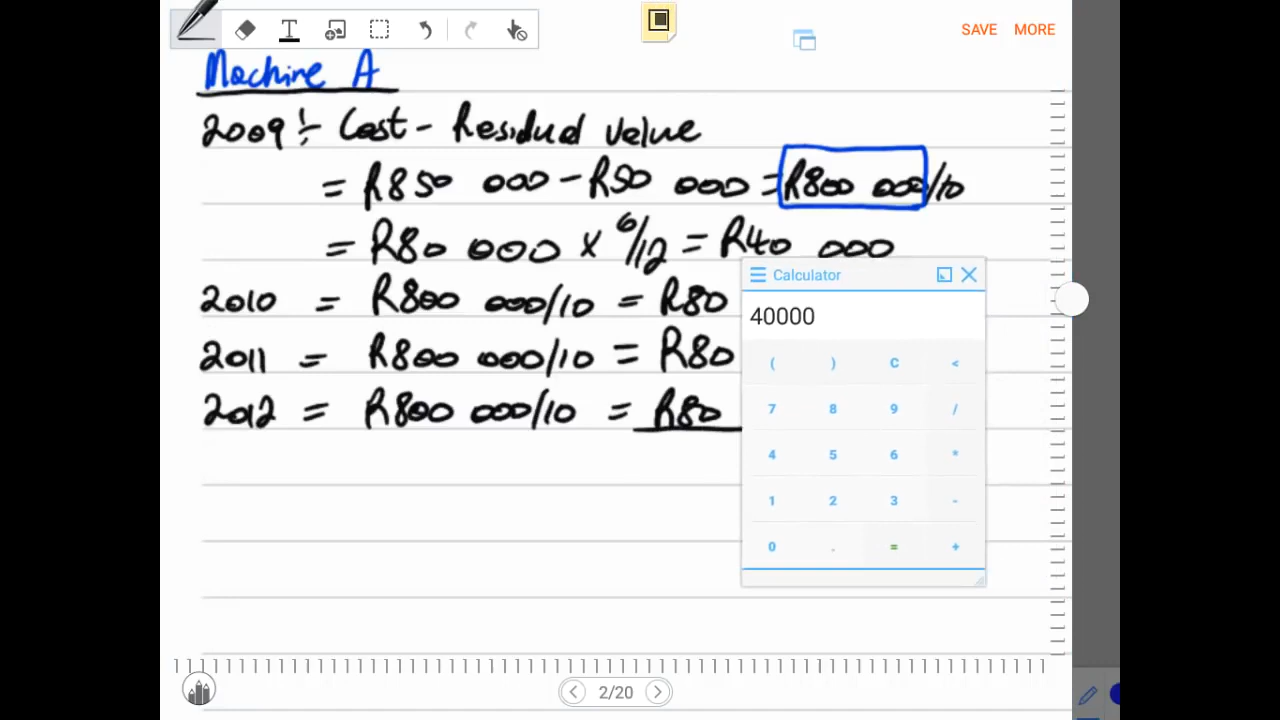 SAVE MORE
Machine A
2009 :- Cost - Residual value
= R850 000 - R50 000 = R800 000/10
= R80 000 x 6/12 = R40 000
2010 = R800 000/10 = R80
2011 = R800 000/10 = R80
2012 = R800 000/10 = R80
Calculator
40000
( ) C <
7 8 9 /
4 5 6 *
1 2 3 -
0 . = +
2/20